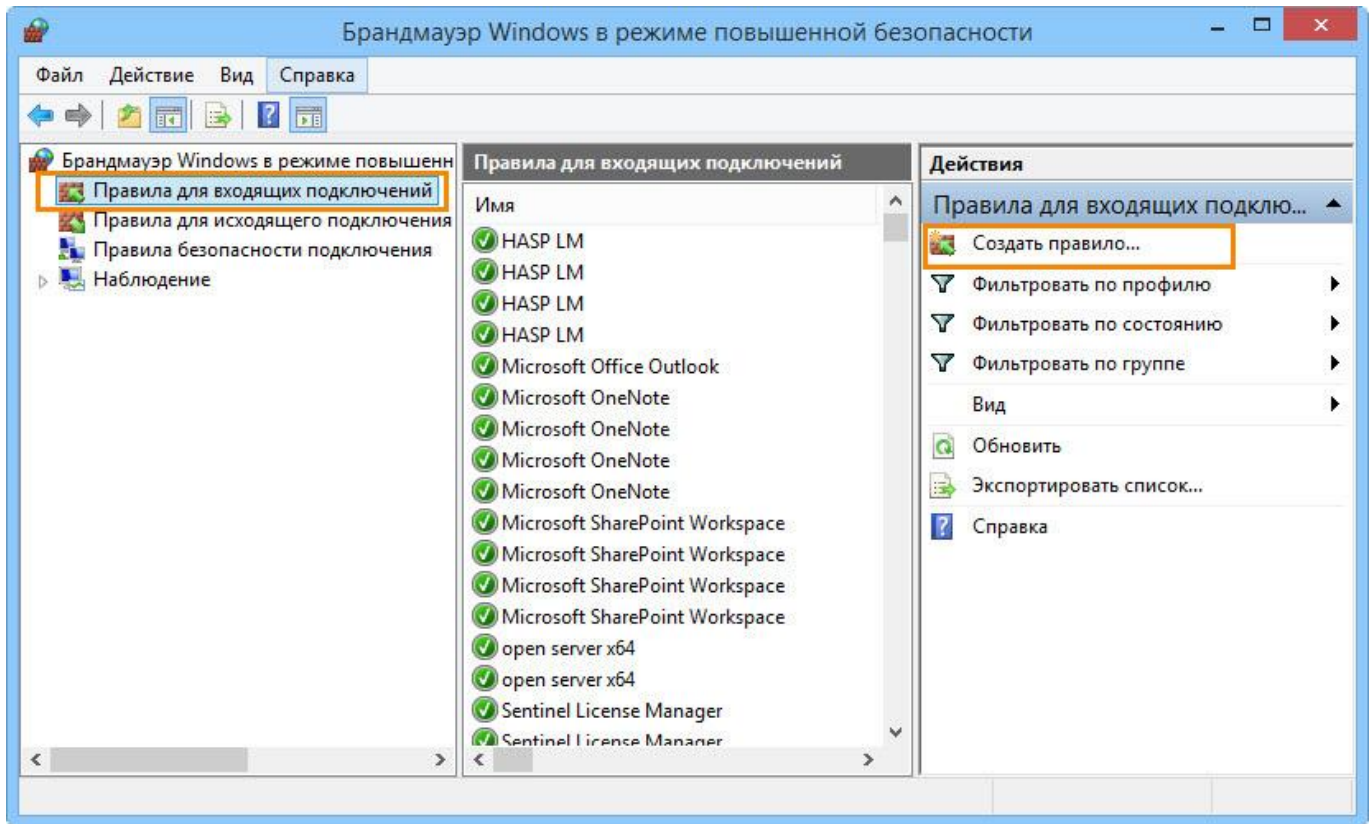 Брандмауэр Windows в режиме повышенной безопасности
Файл Действие Вид Справка
Брандмауэр Windows в режиме повышенн
Правила для входящих подключений
Правила для исходящего подключения
Правила безопасности подключения
Наблюдение
Правила для входящих подключений
Имя
HASP LM
HASP LM
HASP LM
HASP LM
Microsoft Office Outlook
Microsoft OneNote
Microsoft OneNote
Microsoft OneNote
Microsoft OneNote
Microsoft SharePoint Workspace
Microsoft SharePoint Workspace
Microsoft SharePoint Workspace
Microsoft SharePoint Workspace
open server x64
open server x64
Sentinel License Manager
Sentinel License Manager
Действия
Правила для входящих подклю...
Создать правило...
Фильтровать по профилю
Фильтровать по состоянию
Фильтровать по группе
Вид
Обновить
Экспортировать список...
Справка